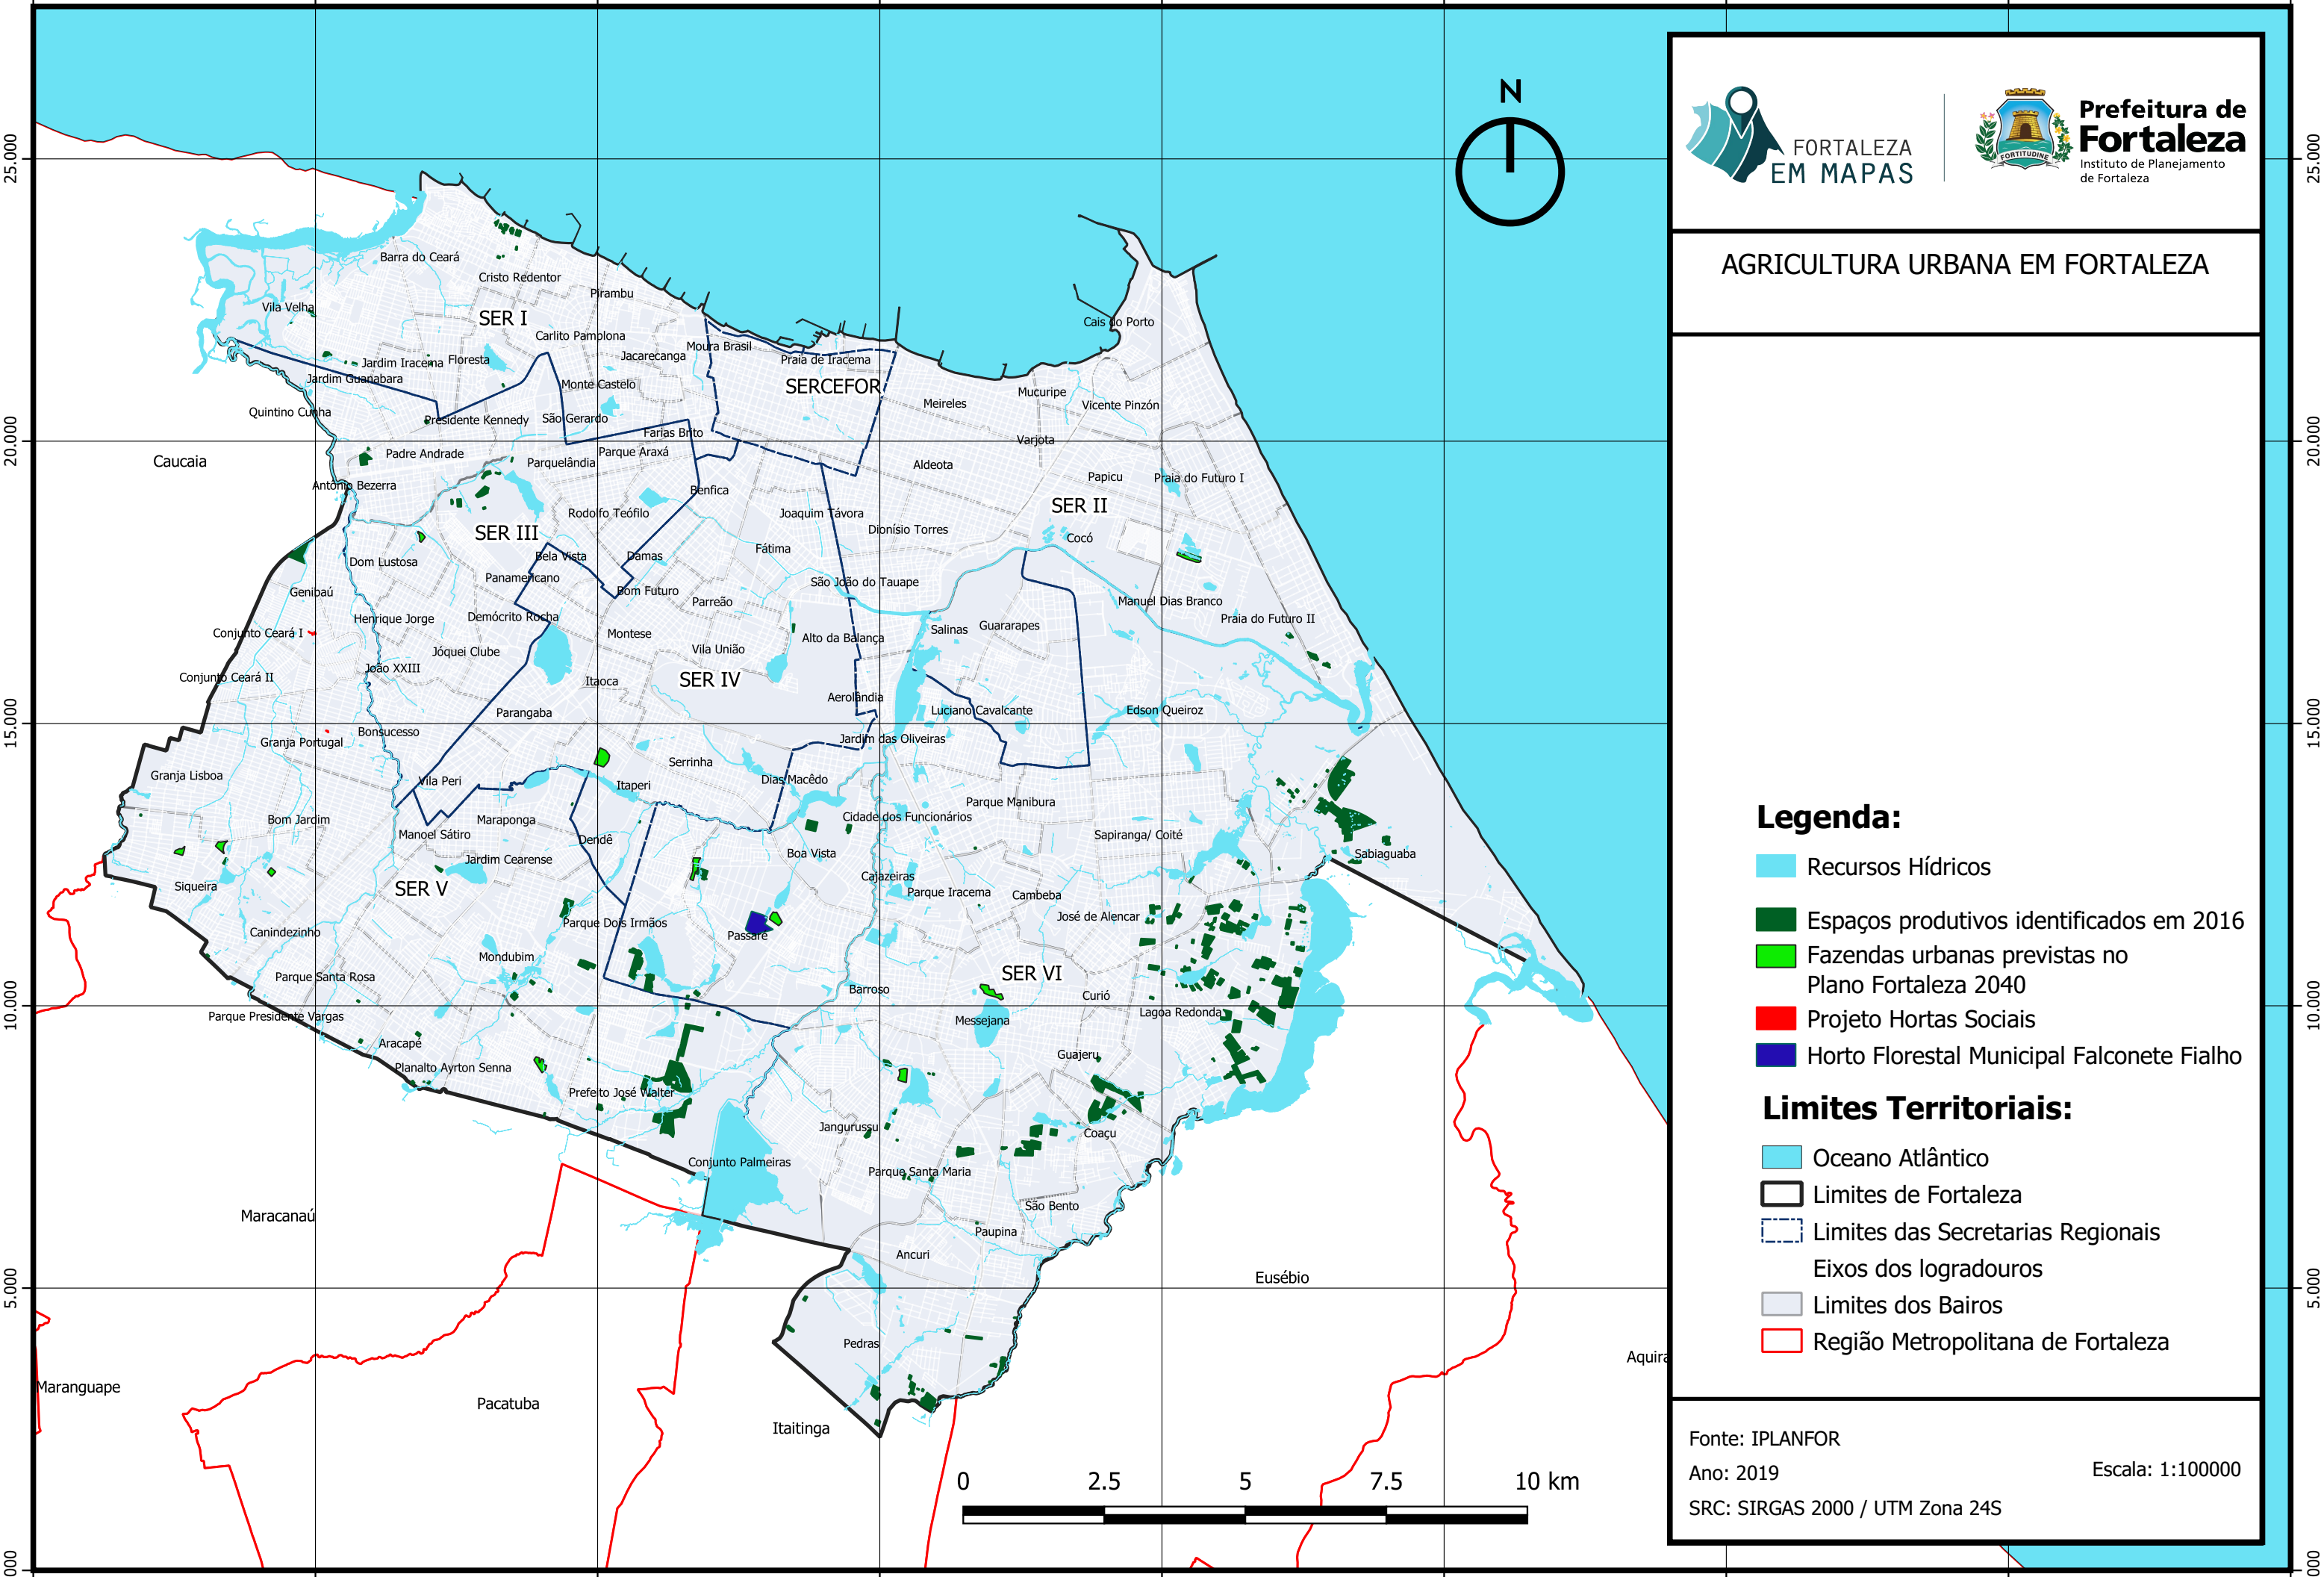 N
FORTALEZA
EM MAPAS
FORTITUDINE
Prefeitura de
Fortaleza
Instituto de Planejamento
de Fortaleza
AGRICULTURA URBANA EM FORTALEZA
25.000
25.000
20.000
20.000
15.000
15.000
10.000
10.000
5.000
5.000
000
000
Barra do Ceará
Cristo Redentor
Pirambu
Vila Velha
SER I
Carlito Pamplona
Jacarecanga
Moura Brasil
Praia de Iracema
Cais do Porto
Jardim Iracema
Floresta
Jardim Guanabara
Monte Castelo
SERCEFOR
Mucuripe
Meireles
Vicente Pinzón
Quintino Cunha
Presidente Kennedy
São Gerardo
Farias Brito
Varjota
Caucaia
Padre Andrade
Parquelândia
Parque Araxá
Aldeota
Papicu
Praia do Futuro I
Antônio Bezerra
Benfica
SER II
Rodolfo Teófilo
Joaquim Távora
Dionísio Torres
SER III
Cocó
Dom Lustosa
Bela Vista
Damas
Fátima
Panamericano
São João do Tauape
Genibaú
Bom Futuro
Parreão
Manuel Dias Branco
Henrique Jorge
Demócrito Rocha
Praia do Futuro II
Conjunto Ceará I
Montese
Alto da Balança
Salinas
Guararapes
Jóquei Clube
Vila União
João XXIII
Conjunto Ceará II
Itaoca
SER IV
Aerolândia
Parangaba
Luciano Cavalcante
Edson Queiroz
Bonsucesso
Granja Portugal
Jardim das Oliveiras
Granja Lisboa
Vila Peri
Serrinha
Itaperi
Dias Macêdo
Parque Manibura
Bom Jardim
Maraponga
Cidade dos Funcionários
Manoel Sátiro
Dendê
Sapiranga/ Coité
Jardim Cearense
Boa Vista
Sabiaguaba
Siqueira
SER V
Cajazeiras
Parque Iracema
Cambeba
José de Alencar
Parque Dois Irmãos
Canindezinho
Passaré
Mondubim
SER VI
Parque Santa Rosa
Barroso
Curió
Parque Presidente Vargas
Messejana
Lagoa Redonda
Aracapé
Guajeru
Planalto Ayrton Senna
Prefeito José Walter
Jangurussu
Coaçu
Conjunto Palmeiras
Parque Santa Maria
Maracanaú
São Bento
Paupina
Ancuri
Eusébio
Pedras
Aquira
Maranguape
Pacatuba
Itaitinga
0 2.5 5 7.5 10 km
Legenda:
Recursos Hídricos
Espaços produtivos identificados em 2016
Fazendas urbanas previstas no
Plano Fortaleza 2040
Projeto Hortas Sociais
Horto Florestal Municipal Falconete Fialho
Limites Territoriais:
Oceano Atlântico
Limites de Fortaleza
Limites das Secretarias Regionais
Eixos dos logradouros
Limites dos Bairos
Região Metropolitana de Fortaleza
Fonte: IPLANFOR
Ano: 2019
Escala: 1:100000
SRC: SIRGAS 2000 / UTM Zona 24S